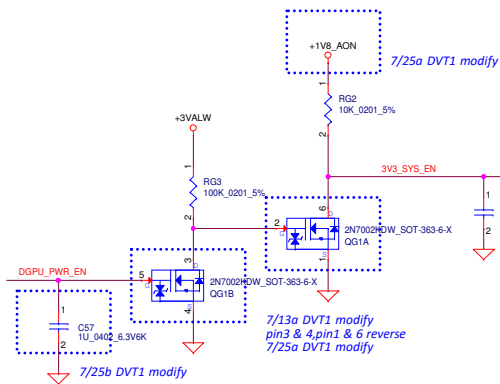 +1V8_AON
7/25a DVT1 modify
1
RG2
10K_0201_5%
2
+3VALW
1
RG3
100K_0201_5%
2
3V3_SYS_EN
6
D
2
G
2N7002KDW_SOT-363-6-X
QG1A
S
1
1
2
3
D
DGPU_PWR_EN
5
G
2N7002KDW_SOT-363-6-X
QG1B
S
4
1
C57
1U_0402_6.3V6K
2
7/13a DVT1 modify
pin3 & 4,pin1 & 6 reverse
7/25a DVT1 modify
7/25b DVT1 modify